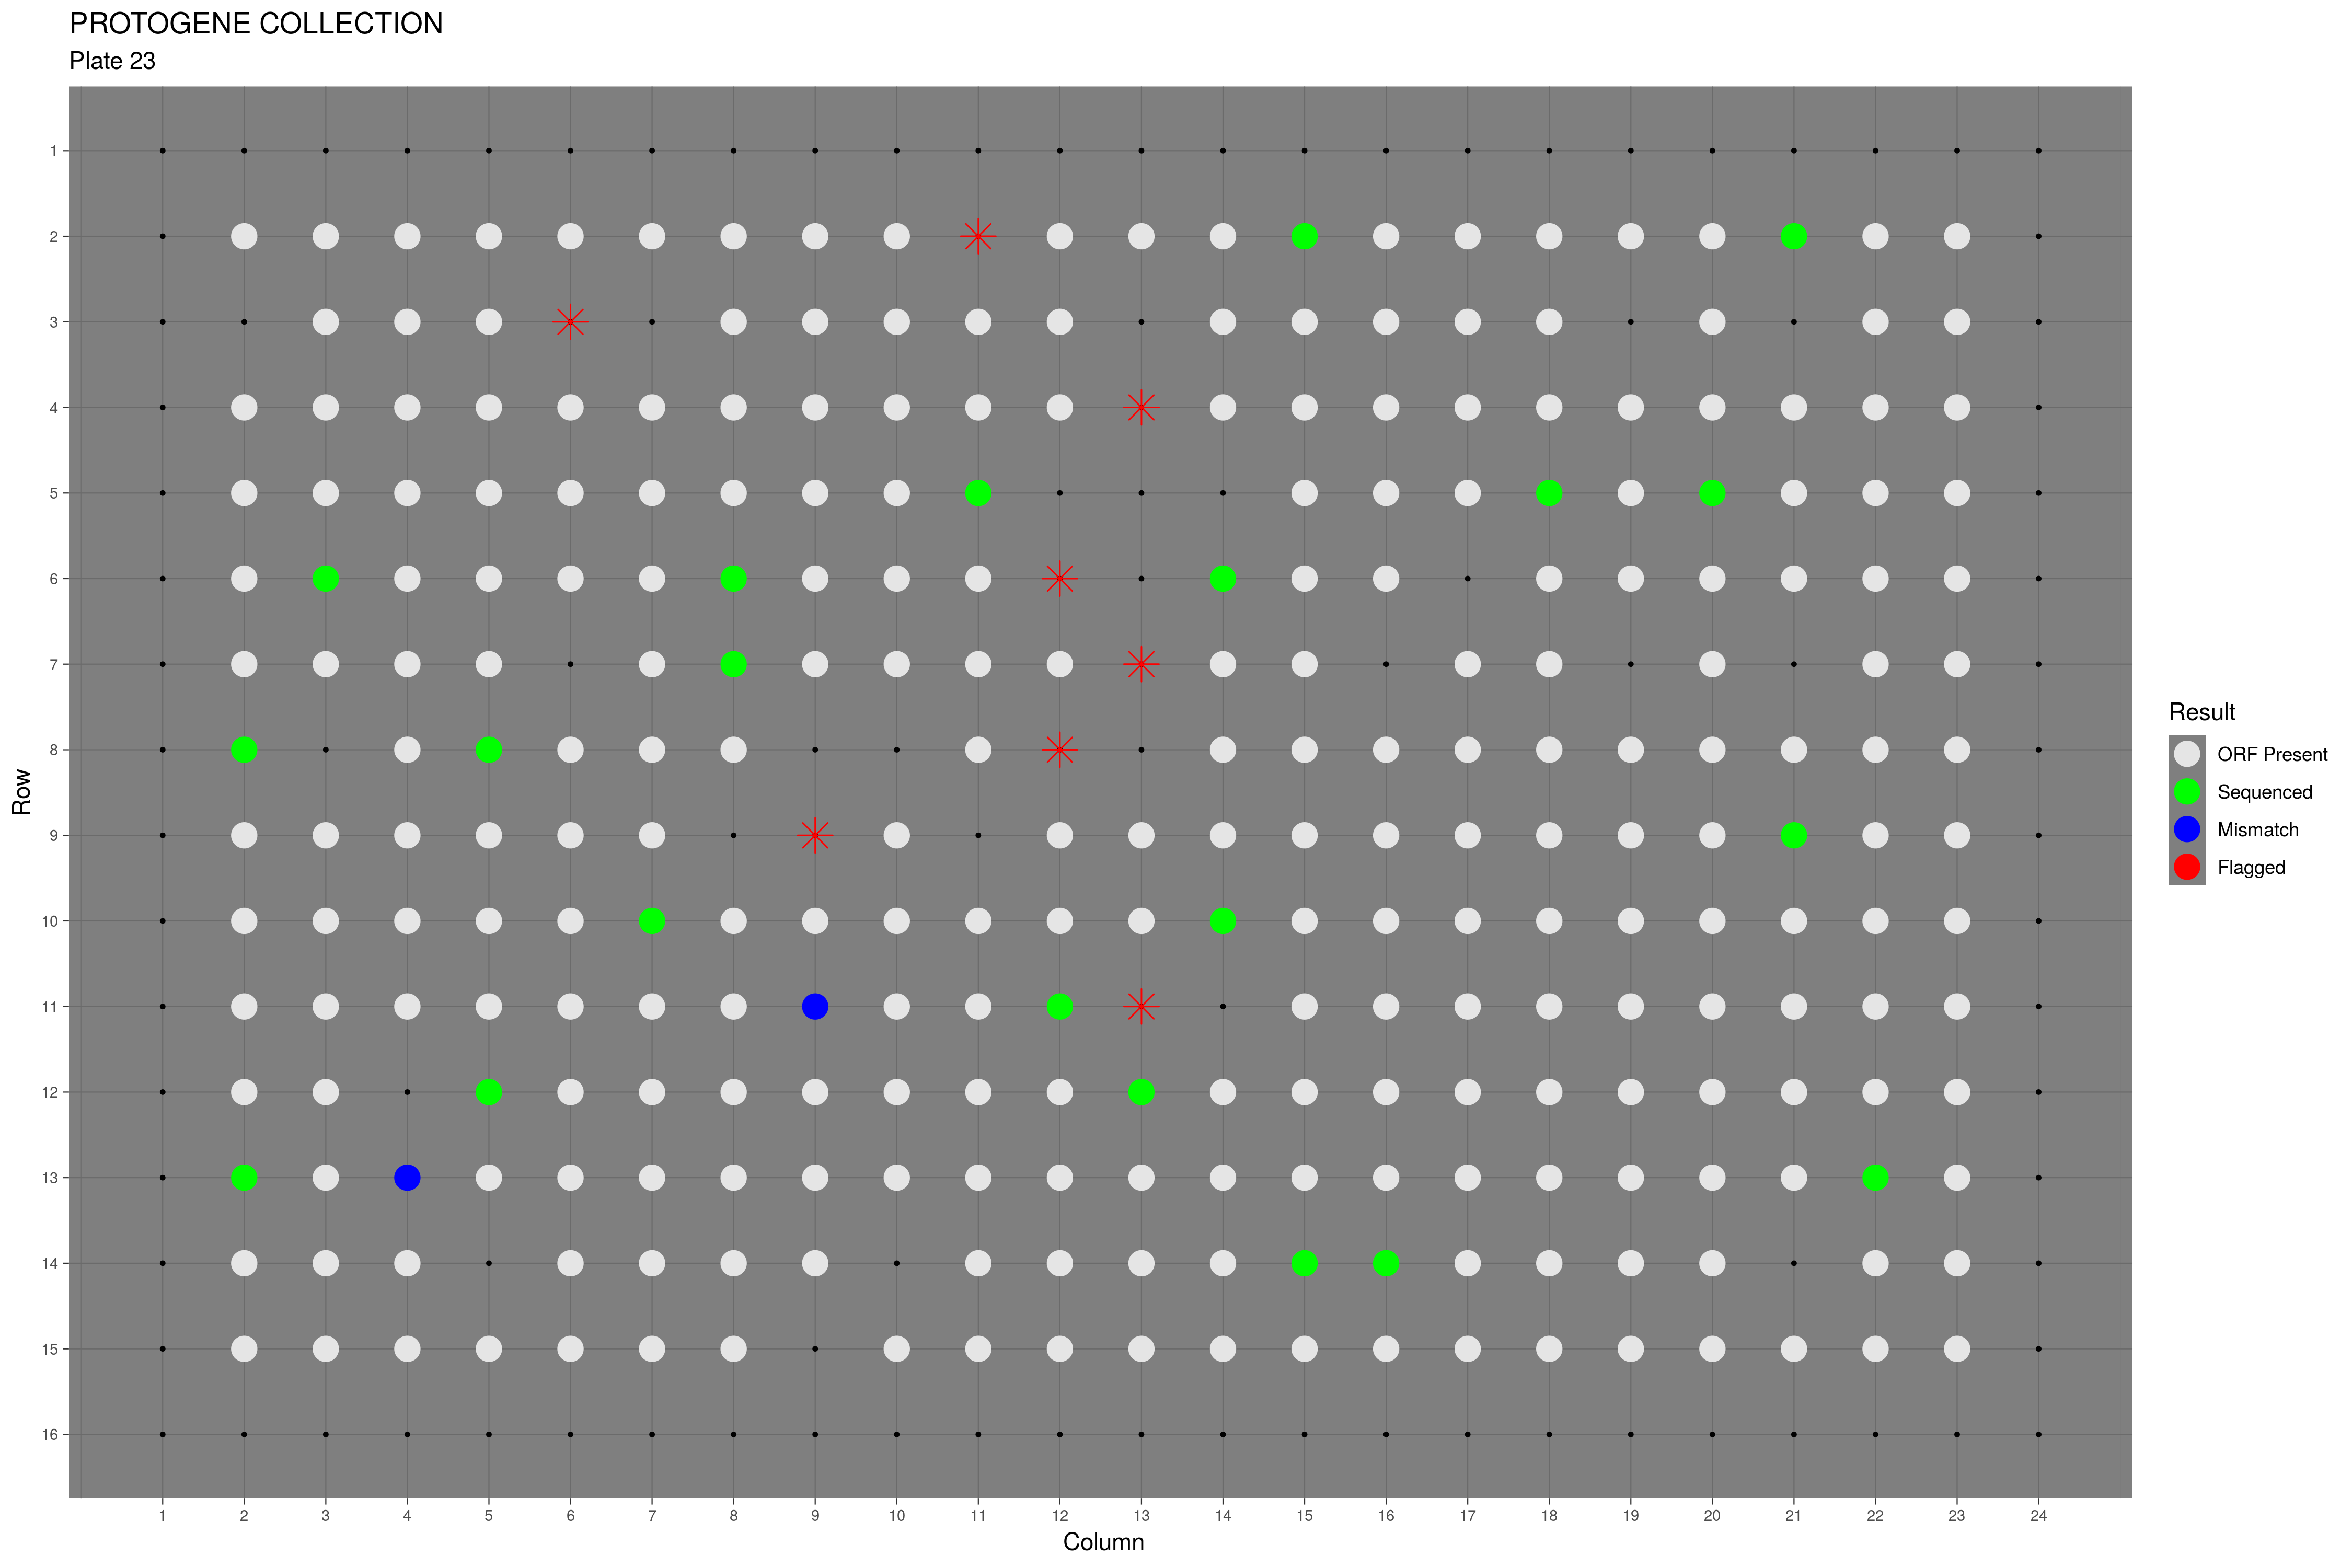 PROTOGENE COLLECTION
Plate 23
Row
1
2
3
4
5
6
7
8
9
10
11
12
13
14
15
16
1 2 3 4 5 6 7 8 9 10 11 12 13 14 15 16 17 18 19 20 21 22 23 24
Column
Result
ORF Present
Sequenced
Mismatch
Flagged